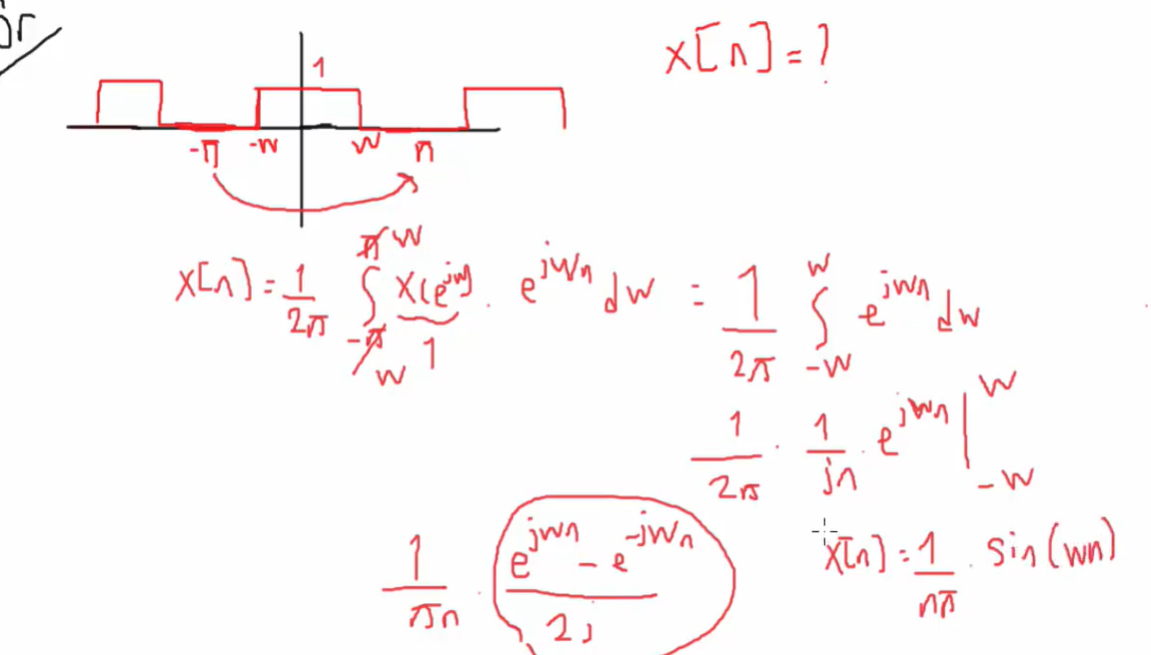 x[n] = ?
1
-π -w w π
x[n] = 1/2π ∫_{-π}^{π} x(e^{jw}) · e^{jwn} dw = 1/2π ∫_{-w}^{w} e^{jwn} dw
w
-w 1
1/2π · 1/jn · e^{jwn} |_{-w}^{w}
1/πn · (e^{jwn} - e^{-jwn})/2j
x[n] = 1/nπ · sin(wn)